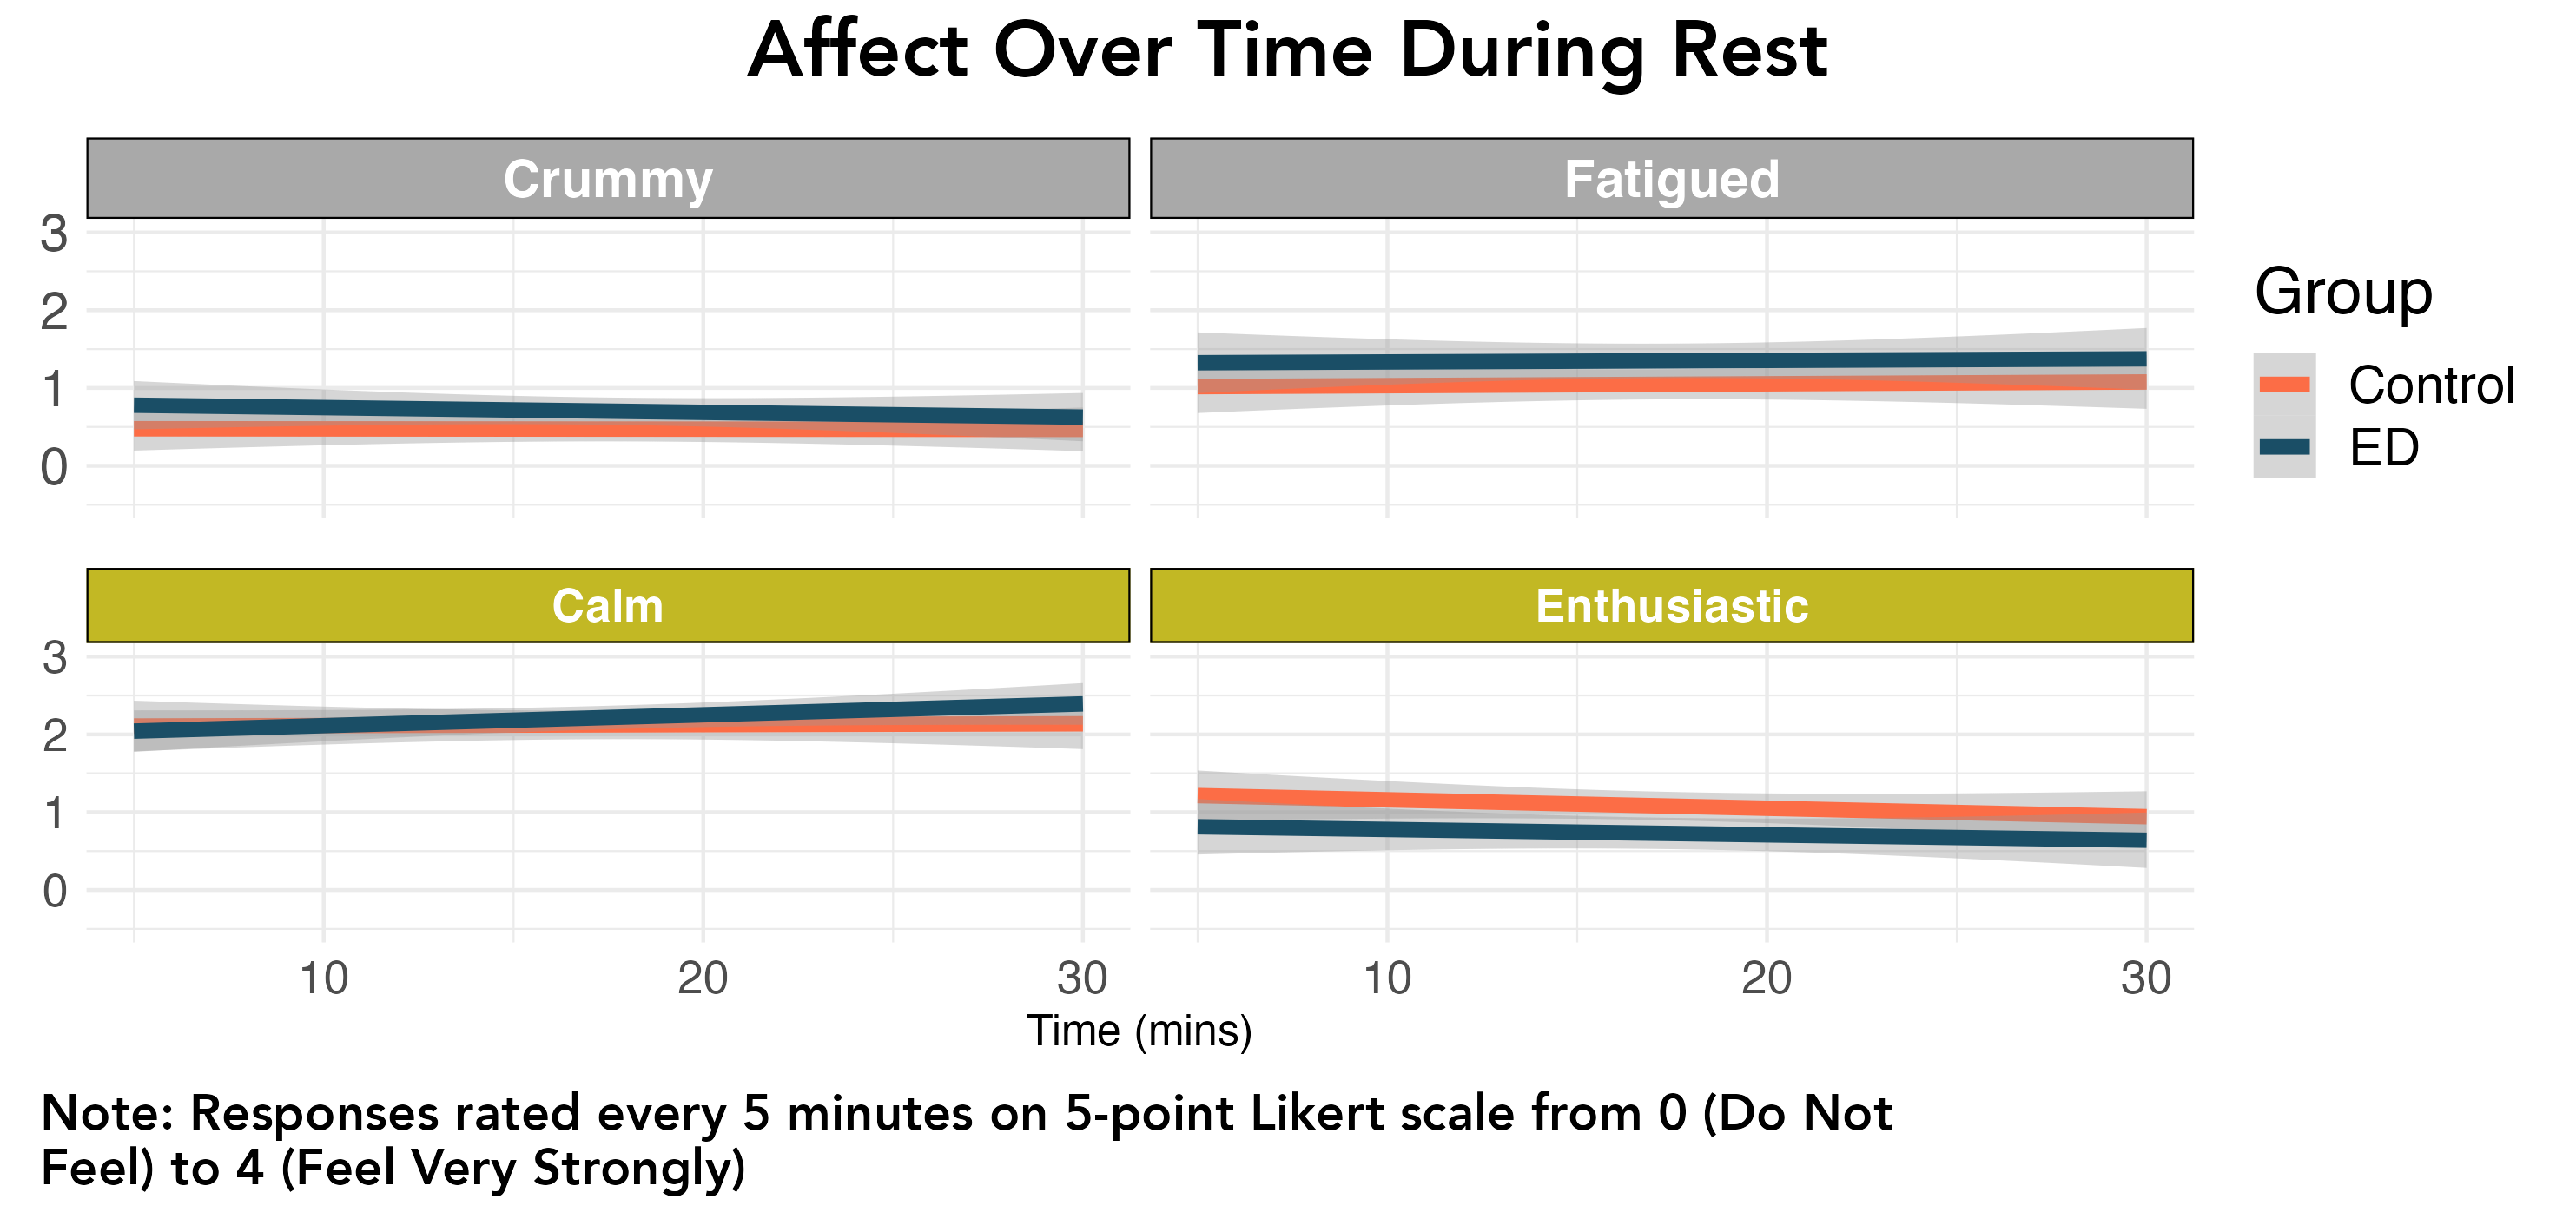 Affect Over Time During Rest
Crummy
Fatigued
3
2
1
0
Group
Control
ED
Calm
Enthusiastic
3
2
1
0
10
20
30
10
20
30
Time (mins)
Note: Responses rated every 5 minutes on 5-point Likert scale from 0 (Do Not
Feel) to 4 (Feel Very Strongly)